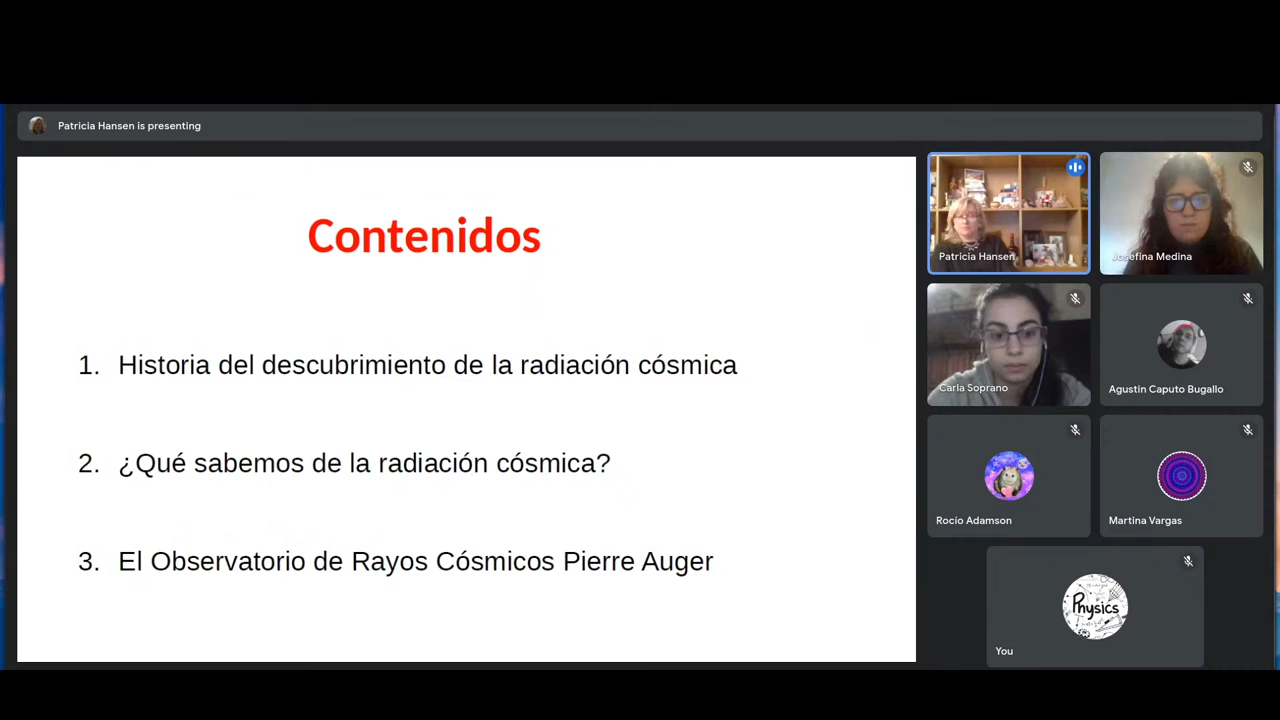 Patricia Hansen is presenting
Contenidos
1. Historia del descubrimiento de la radiación cósmica
2. ¿Qué sabemos de la radiación cósmica?
3. El Observatorio de Rayos Cósmicos Pierre Auger
Patricia Hansen
Josefina Medina
Carla Soprano
Agustin Caputo Bugallo
Rocío Adamson
Martina Vargas
Physics
You